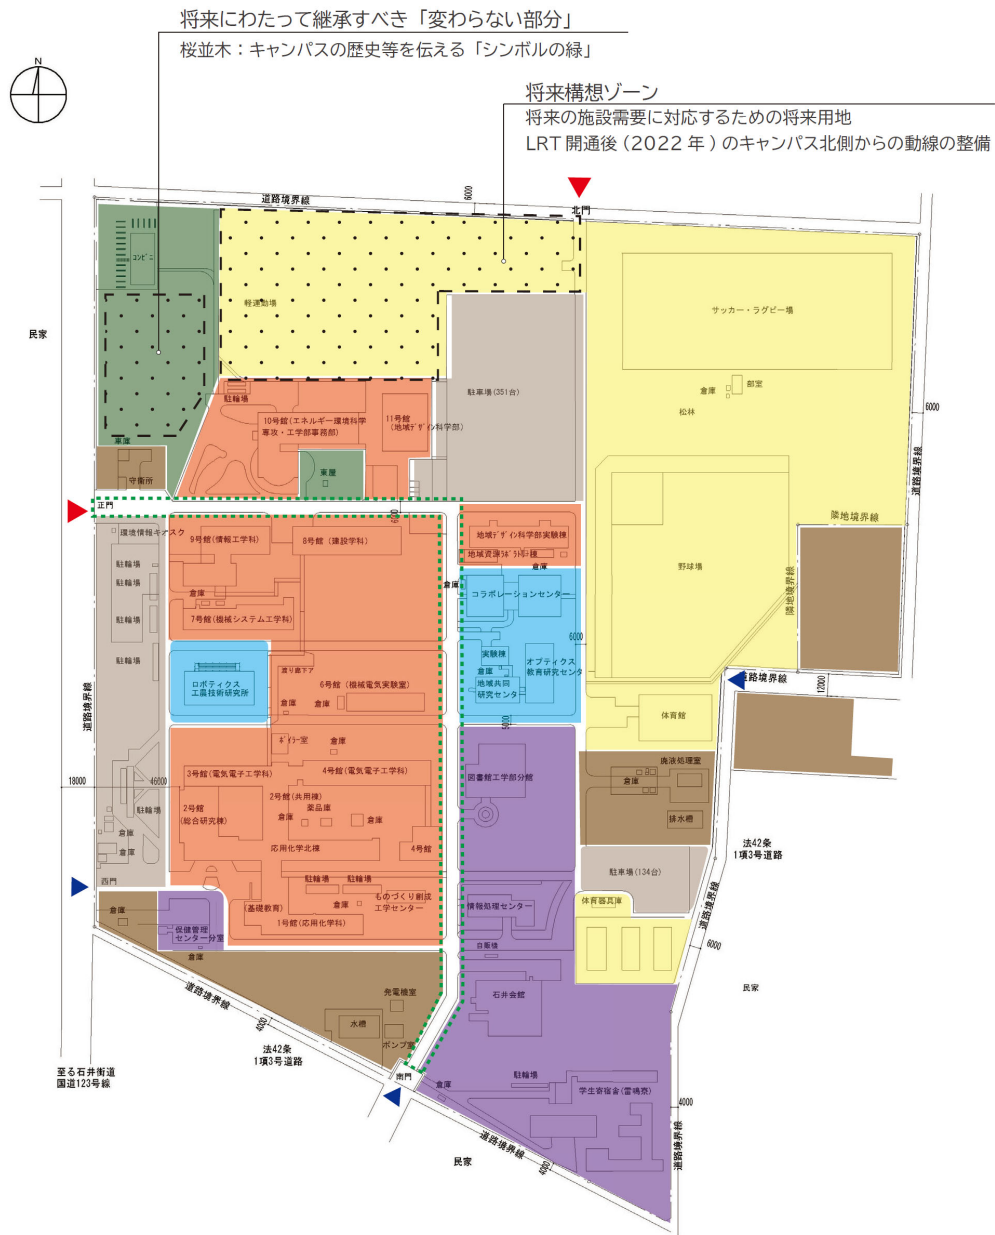 将来にわたって継承すべき「変わらない部分」
桜並木：キャンパスの歴史等を伝える「シンボルの緑」
N
将来構想ゾーン
将来の施設需要に対応するための将来用地
LRT 開通後（2022 年）のキャンパス北側からの動線の整備
道路境界線
6000
北門
コンビニ
軽運動場
サッカー・ラグビー場
民家
駐車場(351台)
倉庫
部室
松林
6000
駐輪場
10号館(エネルギー環境科学
専攻・工学部事務部)
11号館
(地域デザイン科学部)
車庫
守衛所
東屋
道路境界線
正門
6000
隣地境界線
環境情報キオスク
9号館(情報工学科)
8号館 (建設学科)
地域デザイン科学部実験棟
倉庫
駐輪場
駐輪場
倉庫
倉庫
コラボレーションセンター
野球場
隣地境界線
7号館(機械システム工学科)
駐輪場
渡り廊下ア
6号館 (機械電気実験室)
倉庫
倉庫
ロボティクス
工農技術研究所
実験棟
倉庫
地域共同
研究センター
オプティクス
教育研究センタ
6000
道路境界線
12000
道路境界線
体育館
5000
ボイラー室
倉庫
3号館(電気電子工学科)
4号館(電気電子工学科)
図書館工学部分館
廃液処理室
倉庫
18000
46600
駐輪場
2号館
(総合研究棟)
2号館(共用棟)
薬品庫
倉庫
倉庫
排水槽
倉庫
倉庫
応用化学北棟
4号館
法42条
1項3号道路
西門
駐輪場
駐輪場
駐車場(134台)
倉庫
(基礎教育)
倉庫
ものづくり創成
工学センター
情報処理センター
体育器具庫
道路境界線
1号館(応用化学科)
保健管理
センター分室
倉庫
自販機
6000
道路境界線
発電機室
石井会館
民家
4000
水槽
ポンプ室
法42条
1項3号道路
至る石井街道
国道123号線
南門
倉庫
駐輪場
学生寄宿舎(雷鳴寮)
4000
道路境界線
民家
4000
道路境界線